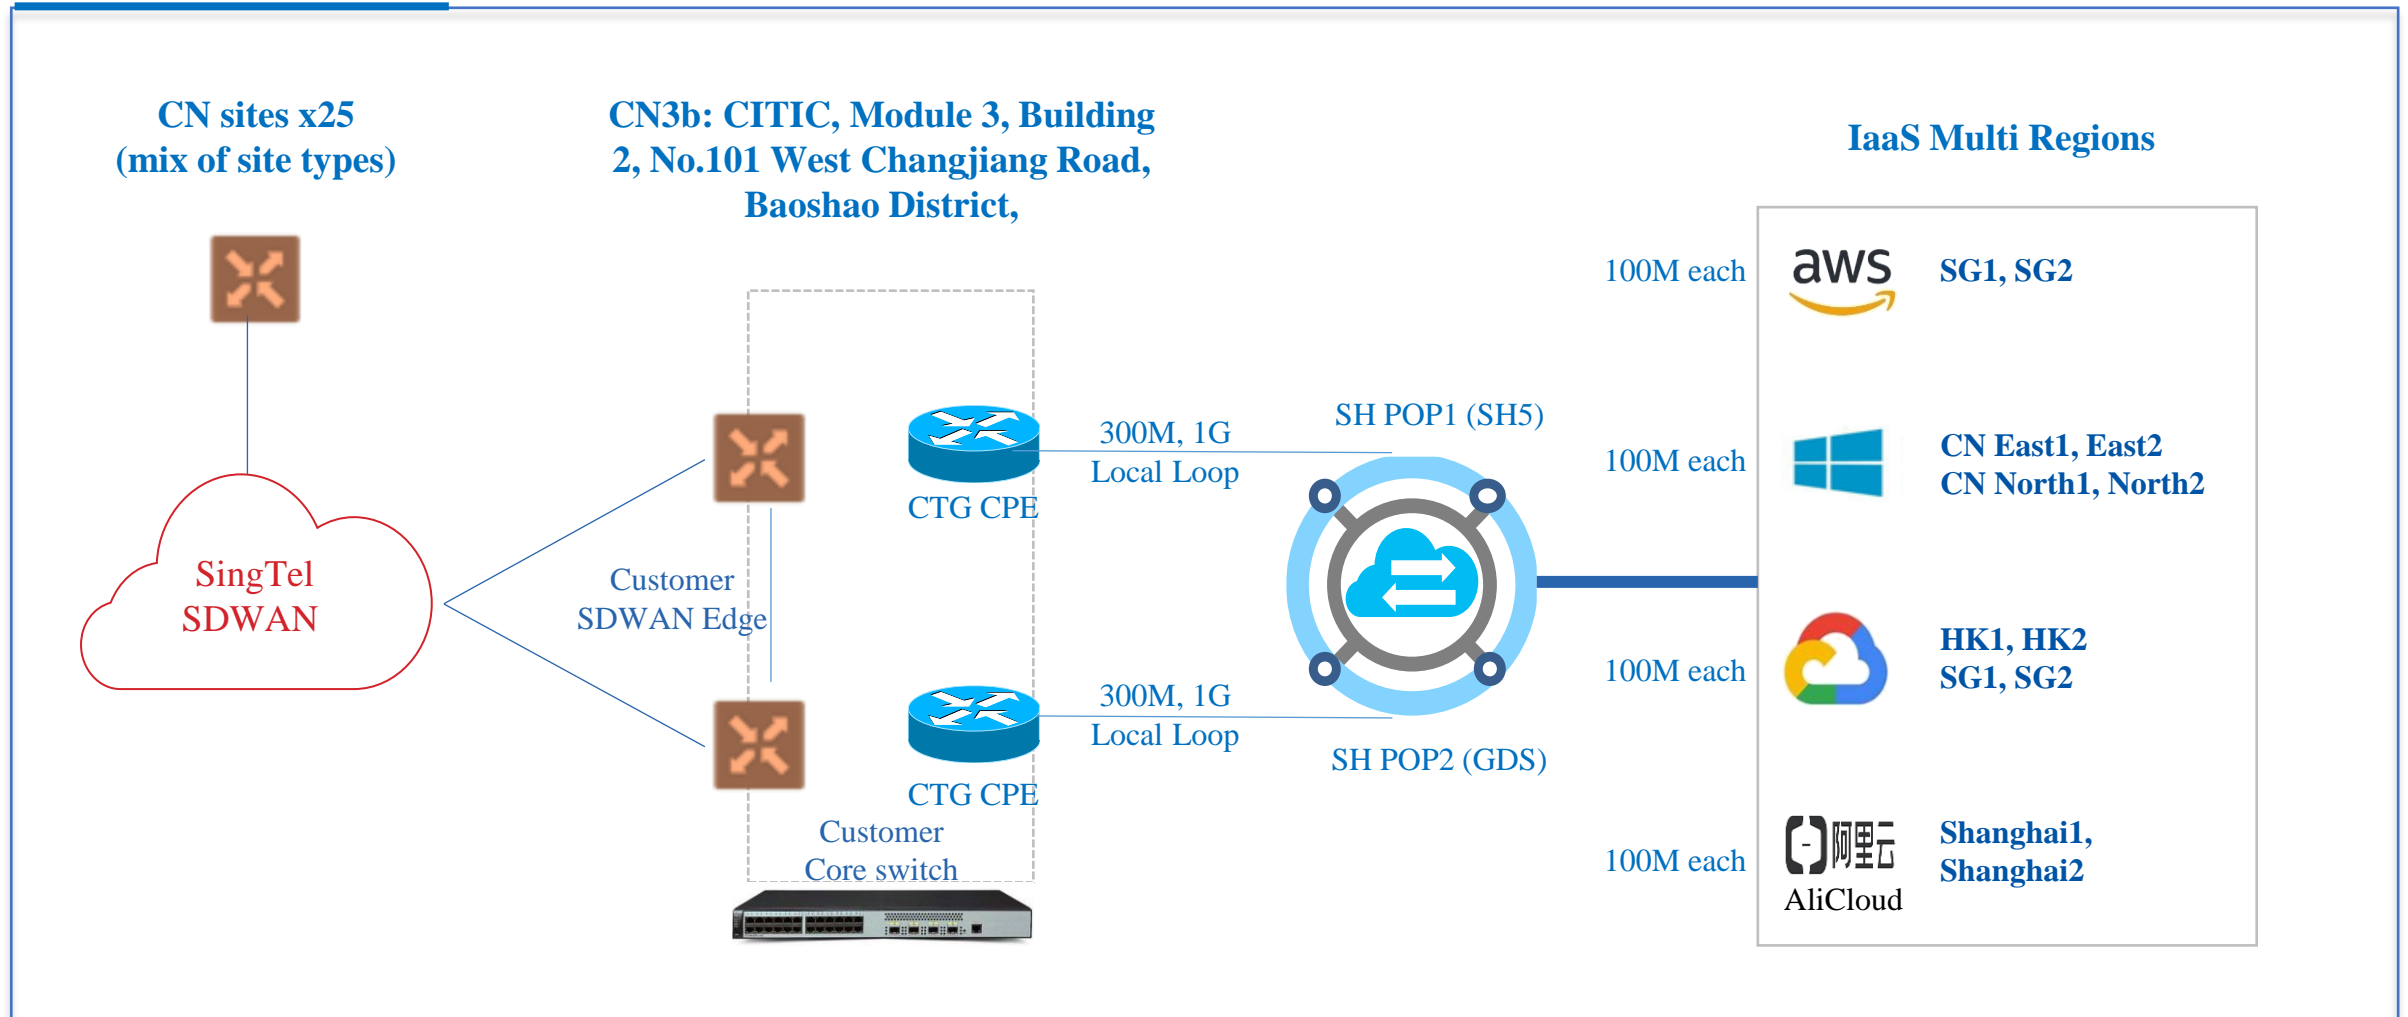 CN sites x25
(mix of site types)
CN3b: CITIC, Module 3, Building
2, No.101 West Changjiang Road,
Baoshao District,
IaaS Multi Regions
100M each
aws
SG1, SG2
SH POP1 (SH5)
300M, 1G
Local Loop
CTG CPE
100M each
CN East1, East2
CN North1, North2
SingTel
SDWAN
Customer
SDWAN Edge
100M each
HK1, HK2
SG1, SG2
300M, 1G
Local Loop
SH POP2 (GDS)
CTG CPE
Customer
Core switch
100M each
阿里云
AliCloud
Shanghai1,
Shanghai2